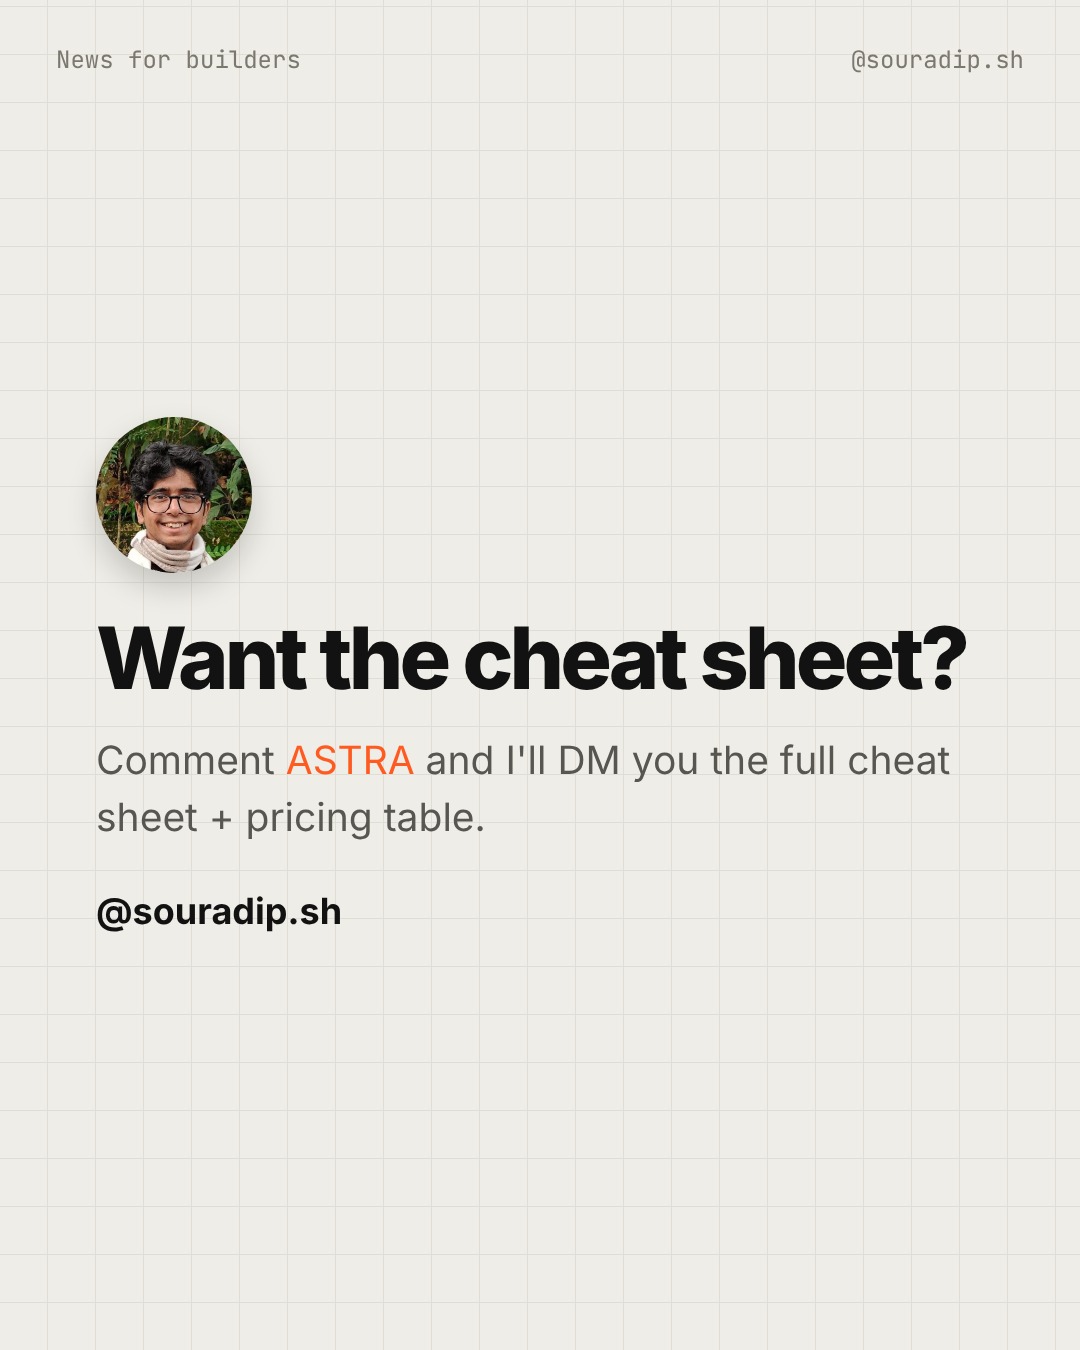 News for builders
@souradip.sh
Want the cheat sheet?
Comment ASTRA and I'll DM you the full cheat
sheet + pricing table.
@souradip.sh